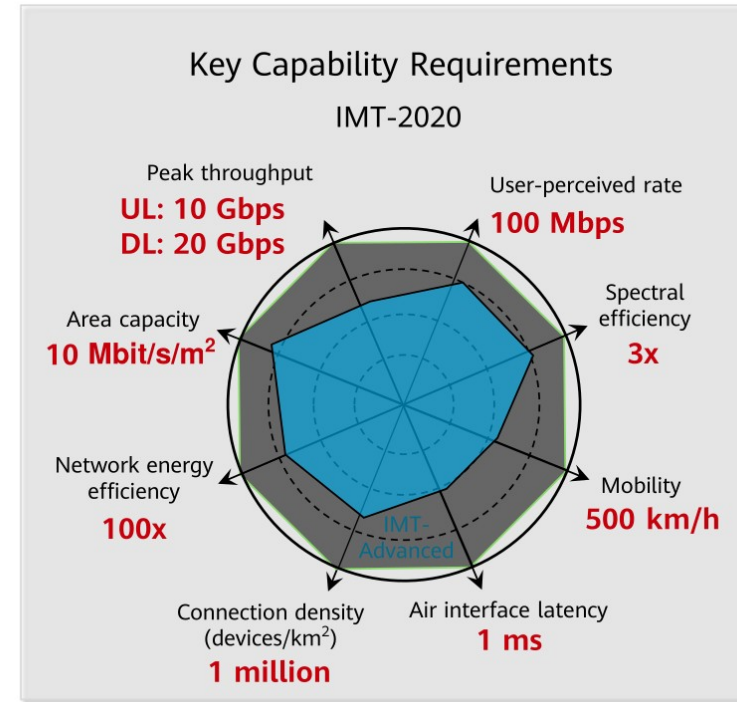 Key Capability Requirements
IMT-2020
Peak throughput
UL: 10 Gbps
DL: 20 Gbps
User-perceived rate
100 Mbps
Area capacity
10 Mbit/s/m²
Spectral
efficiency
3x
Network energy
efficiency
100x
Mobility
500 km/h
IMT-
Advanced
Connection density
(devices/km²)
1 million
Air interface latency
1 ms